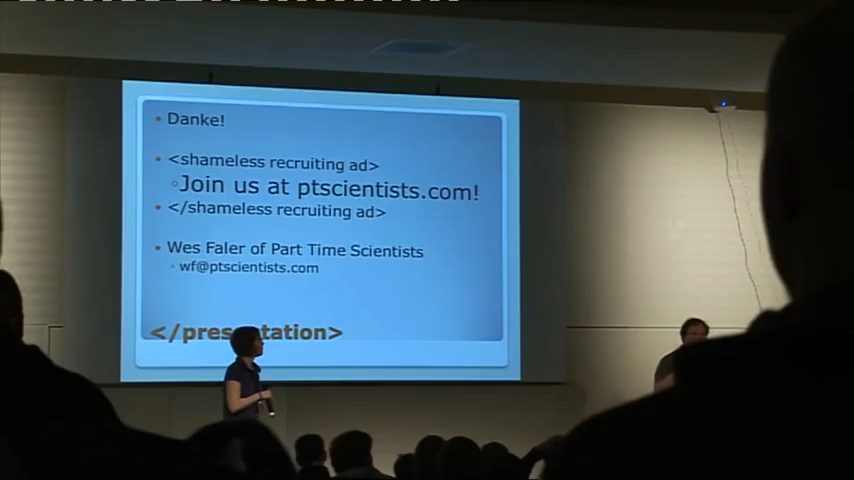 Danke!
<shameless recruiting ad>
Join us at ptscientists.com!
</shameless recruiting ad>
Wes Faler of Part Time Scientists
wf@ptscientists.com
</presentation>